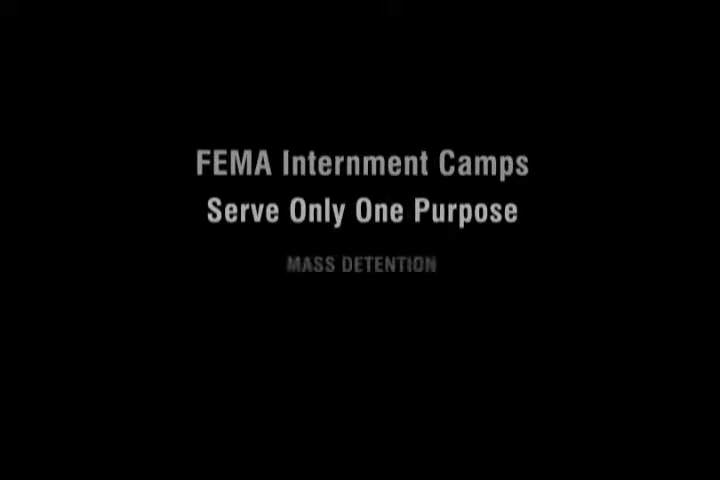 FEMA Internment Camps
Serve Only One Purpose
MASS DETENTION